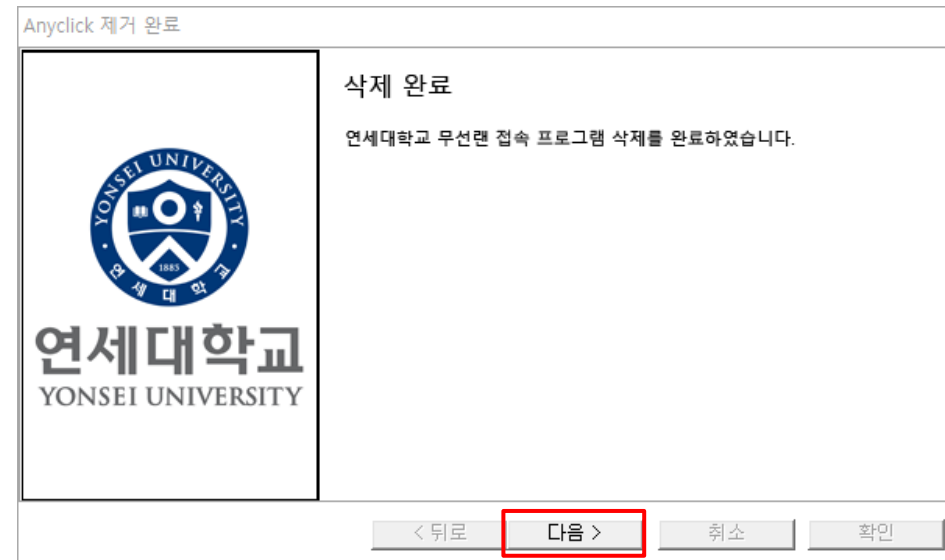 Anyclick 제거 완료
삭제 완료
연세대학교 무선랜 접속 프로그램 삭제를 완료하였습니다.
YONSEI UNIVERSITY
1885
연세대학교
연세대학교
YONSEI UNIVERSITY
< 뒤로
다음 >
취소
확인